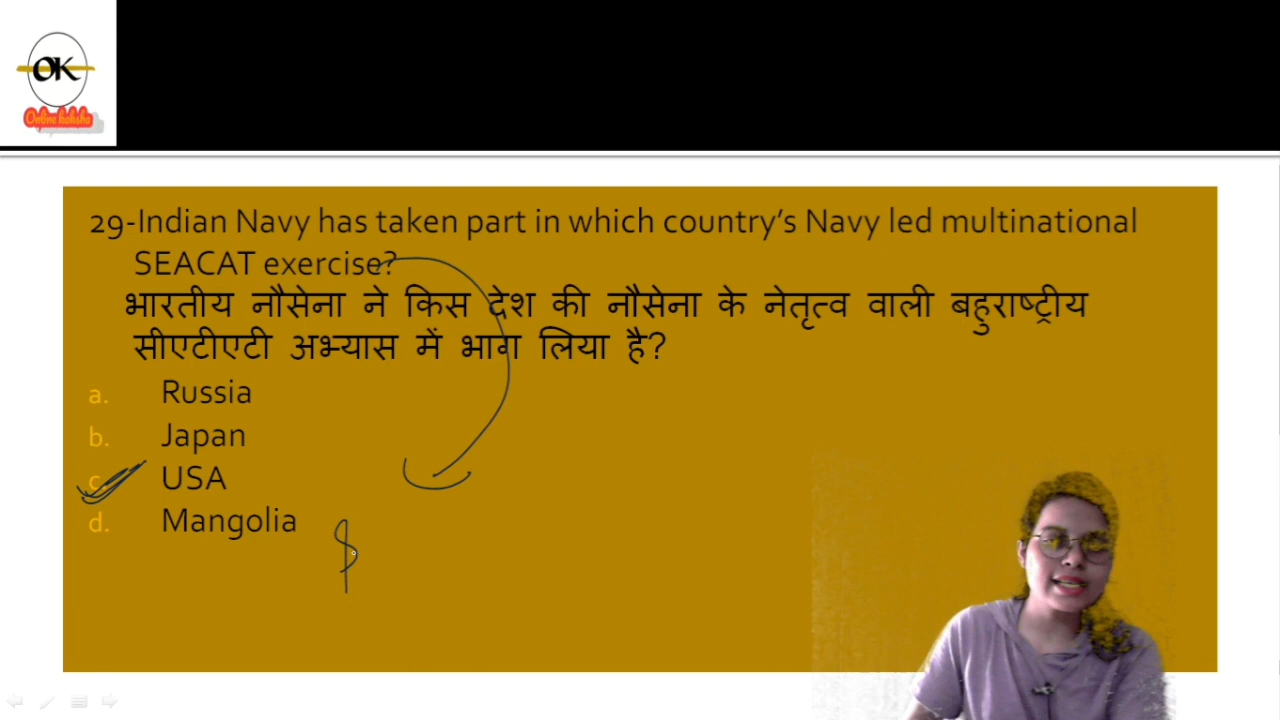 OK
Online kaksha
29-Indian Navy has taken part in which country's Navy led multinational
SEACAT exercise?
भारतीय नौसेना ने किस देश की नौसेना के नेतृत्व वाली बहुराष्ट्रीय
सीएटीएटी अभ्यास में भाग लिया है?
a. Russia
b. Japan
c. USA
d. Mangolia
$